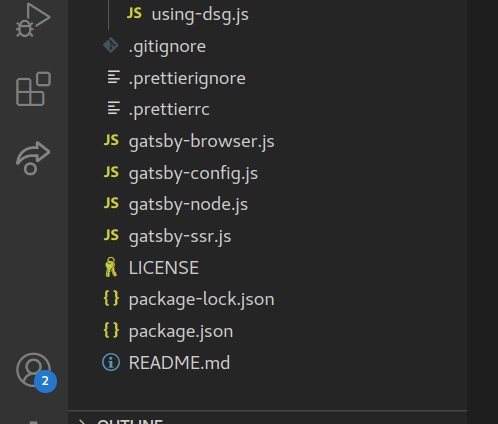 JS using-dsg.js
.gitignore
.prettierignore
.prettierrc
JS gatsby-browser.js
JS gatsby-config.js
JS gatsby-node.js
JS gatsby-ssr.js
LICENSE
{} package-lock.json
{} package.json
README.md
2
OUTLINE